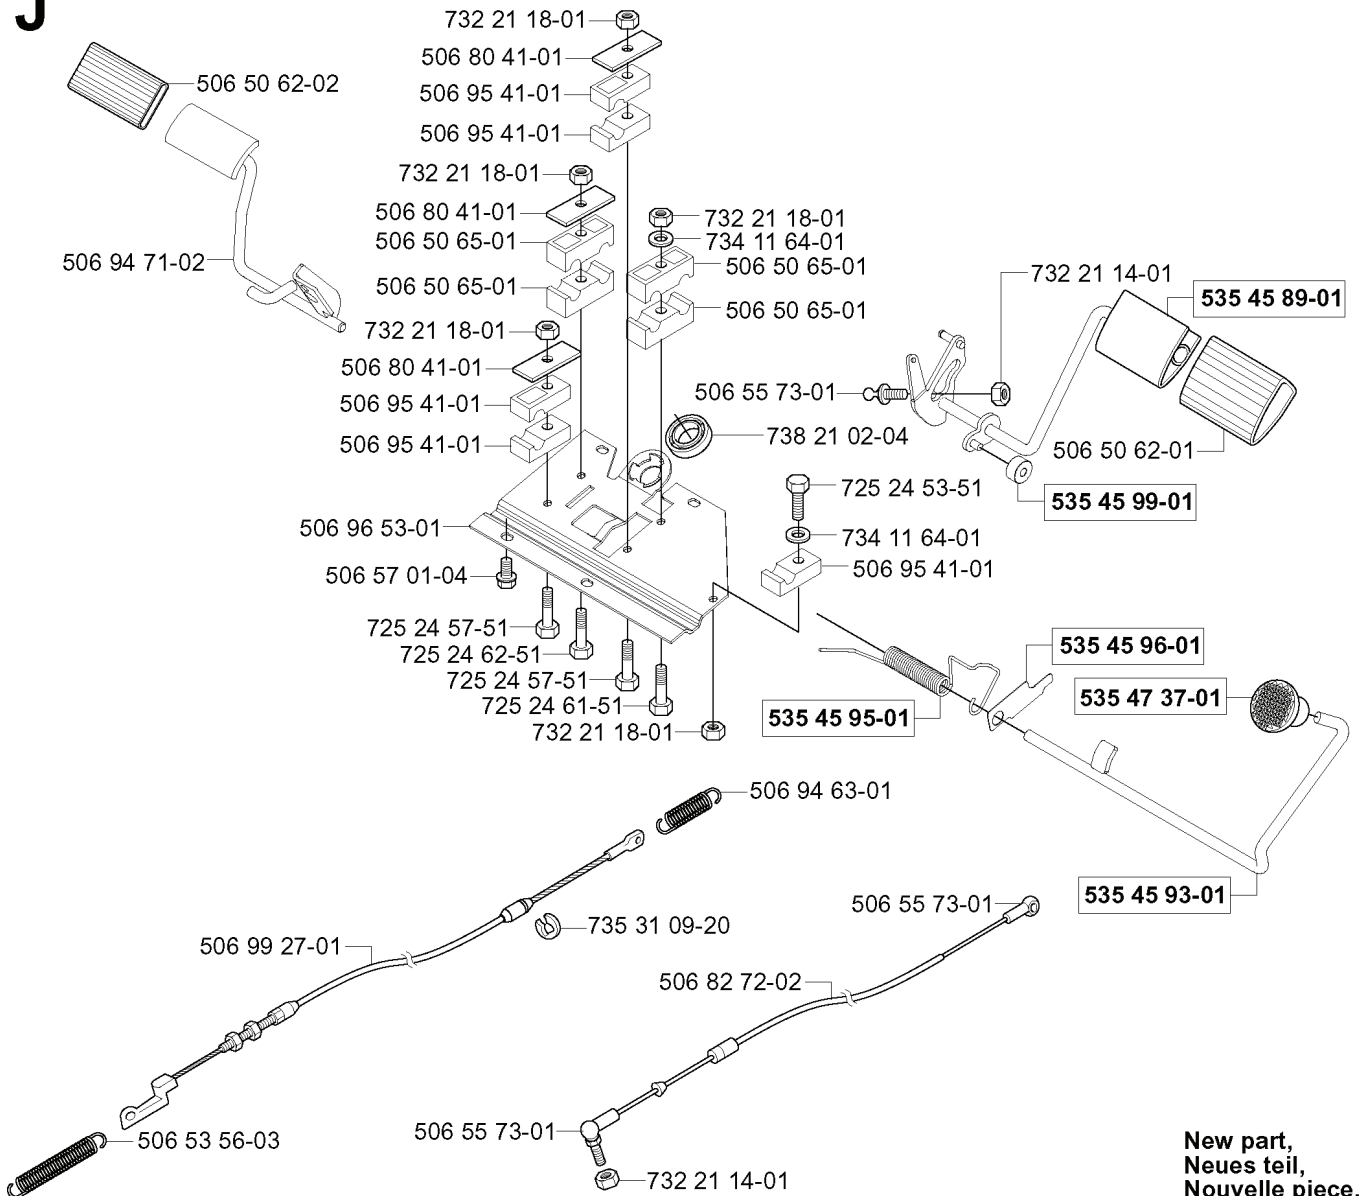 J
732 21 18-01
506 80 41-01
506 50 62-02
506 95 41-01
506 95 41-01
732 21 18-01
506 80 41-01
732 21 18-01
506 50 65-01
734 11 64-01
506 94 71-02
506 50 65-01
732 21 14-01
506 50 65-01
535 45 89-01
506 50 65-01
732 21 18-01
506 80 41-01
506 55 73-01
506 95 41-01
738 21 02-04
506 95 41-01
506 50 62-01
725 24 53-51
535 45 99-01
506 96 53-01
734 11 64-01
506 95 41-01
506 57 01-04
725 24 57-51
725 24 62-51
535 45 96-01
725 24 57-51
535 47 37-01
725 24 61-51
535 45 95-01
732 21 18-01
506 94 63-01
535 45 93-01
506 55 73-01
735 31 09-20
506 99 27-01
506 82 72-02
506 55 73-01
506 53 56-03
732 21 14-01
New part,
Neues teil,
Nouvelle piece,